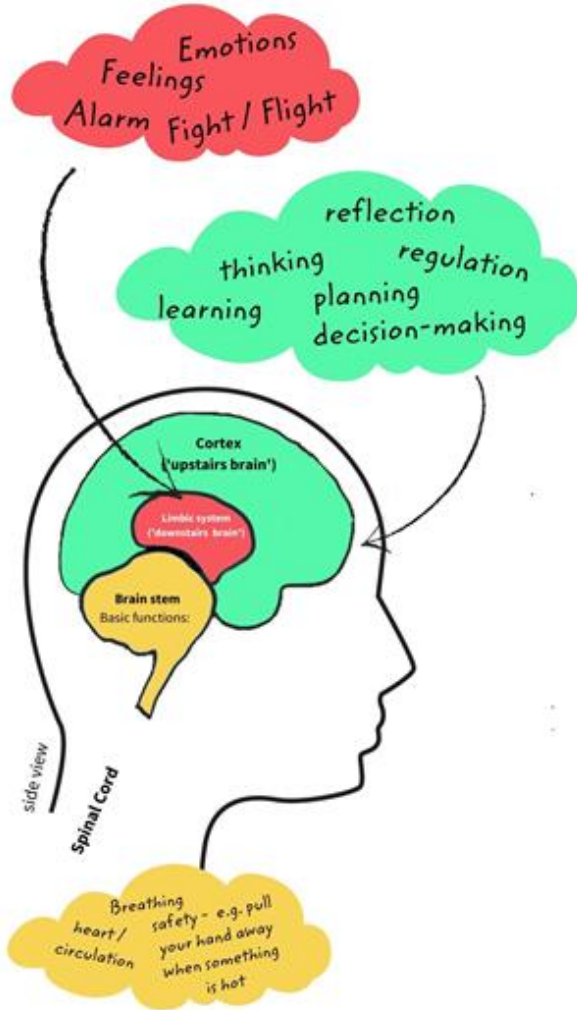 Emotions
Feelings
Alarm Fight / Flight
reflection
thinking regulation
learning planning
decision-making
Cortex
('upstairs brain')
Limbic system
('downstairs brain')
Brain stem
Basic functions:
side view
Spinal Cord
Breathing
heart/
circulation
safety - e.g. pull
your hand away
when something
is hot